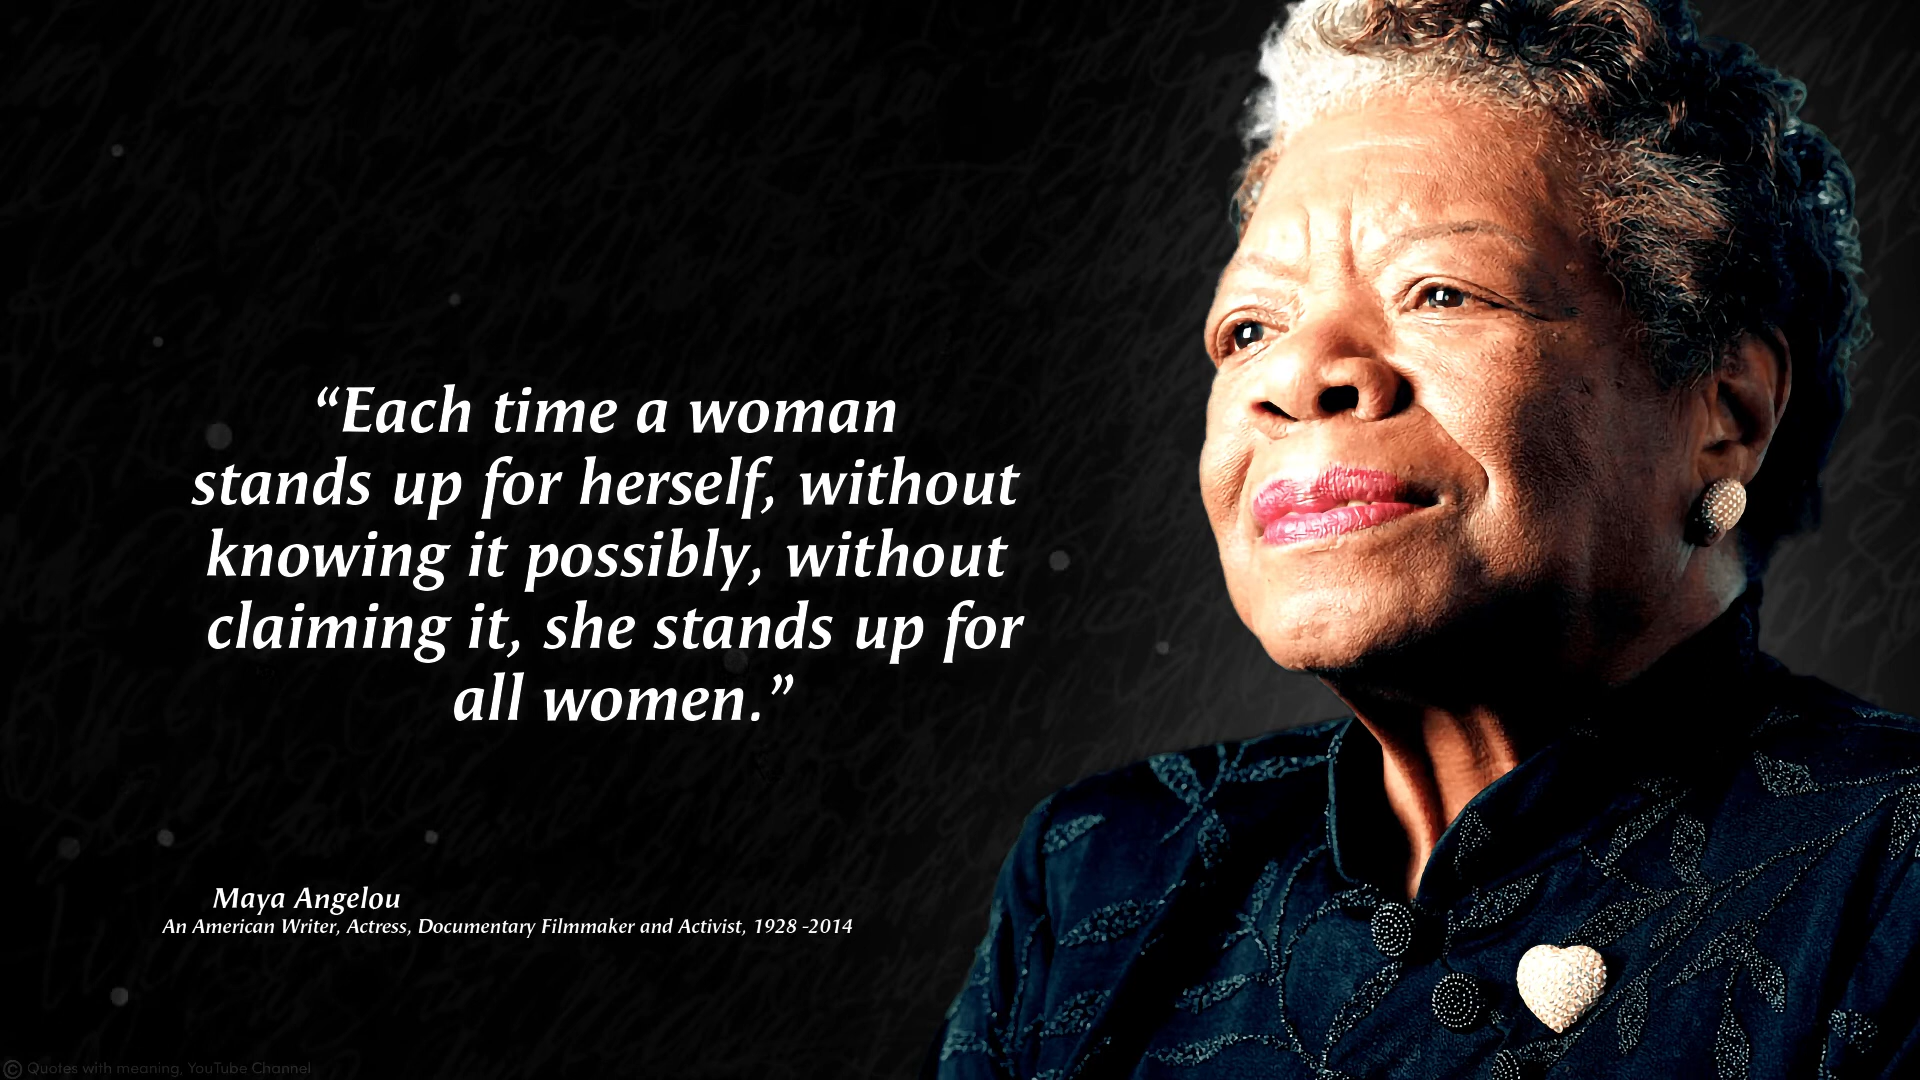 “Each time a woman
stands up for herself, without
knowing it possibly, without
claiming it, she stands up for
all women.”
Maya Angelou
An American Writer, Actress, Documentary Filmmaker and Activist, 1928 -2014
© Quotes with meaning, YouTube Channel